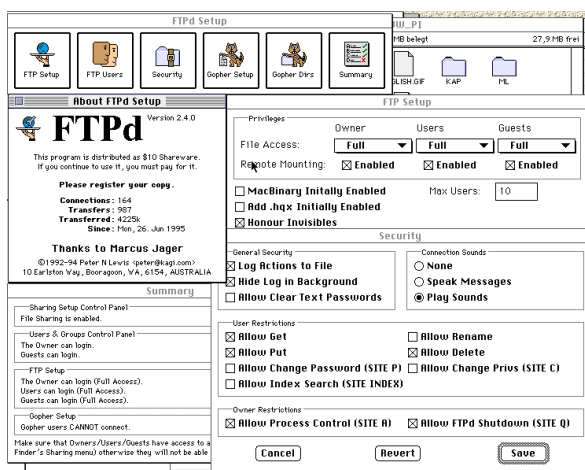 FTPd Setup
FTP Setup
FTP Users
Security
Gopher Setup
Gopher Dirs
Summary
UW_PI
MB belegt
27,9 MB frei
GLISH.GIF
KAP
ML
About FTPd Setup
FTPd
Version 2.4.0
This program is distributed as $10 Shareware.
If you continue to use it, you must pay for it.
Please register your copy.
Connections: 164
Transfers: 987
Transferred: 4225k
Since: Mon, 26. Jun 1995
Thanks to Marcus Jager
©1992-94 Peter N Lewis <peter@kagi.com>
10 Earlston Way, Booragoon, WA, 6154, AUSTRALIA
FTP Setup
Privileges
Owner Users Guests
File Access: Full Full Full
Remote Mounting: Enabled Enabled Enabled
MacBinary Initally Enabled
Max Users: 10
Add .hqx Initially Enabled
Honour Invisibles
Security
General Security
Log Actions to File
Hide Log in Background
Allow Clear Text Passwords
Connection Sounds
None
Speak Messages
Play Sounds
User Restrictions
Allow Get
Allow Rename
Allow Put
Allow Delete
Allow Change Password (SITE P)
Allow Change Privs (SITE C)
Allow Index Search (SITE INDEX)
Owner Restrictions
Allow Process Control (SITE A)
Allow FTPd Shutdown (SITE Q)
Cancel
Revert
Save
Summary
Sharing Setup Control Panel
File Sharing is enabled.
Users & Groups Control Panel
The Owner can login.
Guests can login.
FTP Setup
The Owner can login (Full Access).
Users can login (Full Access).
Guests can login (Full Access).
Gopher Setup
Gopher users CANNOT connect.
Make sure that Owners/Users/Guests have access to a
Finder's Sharing menu) otherwise they will not be able